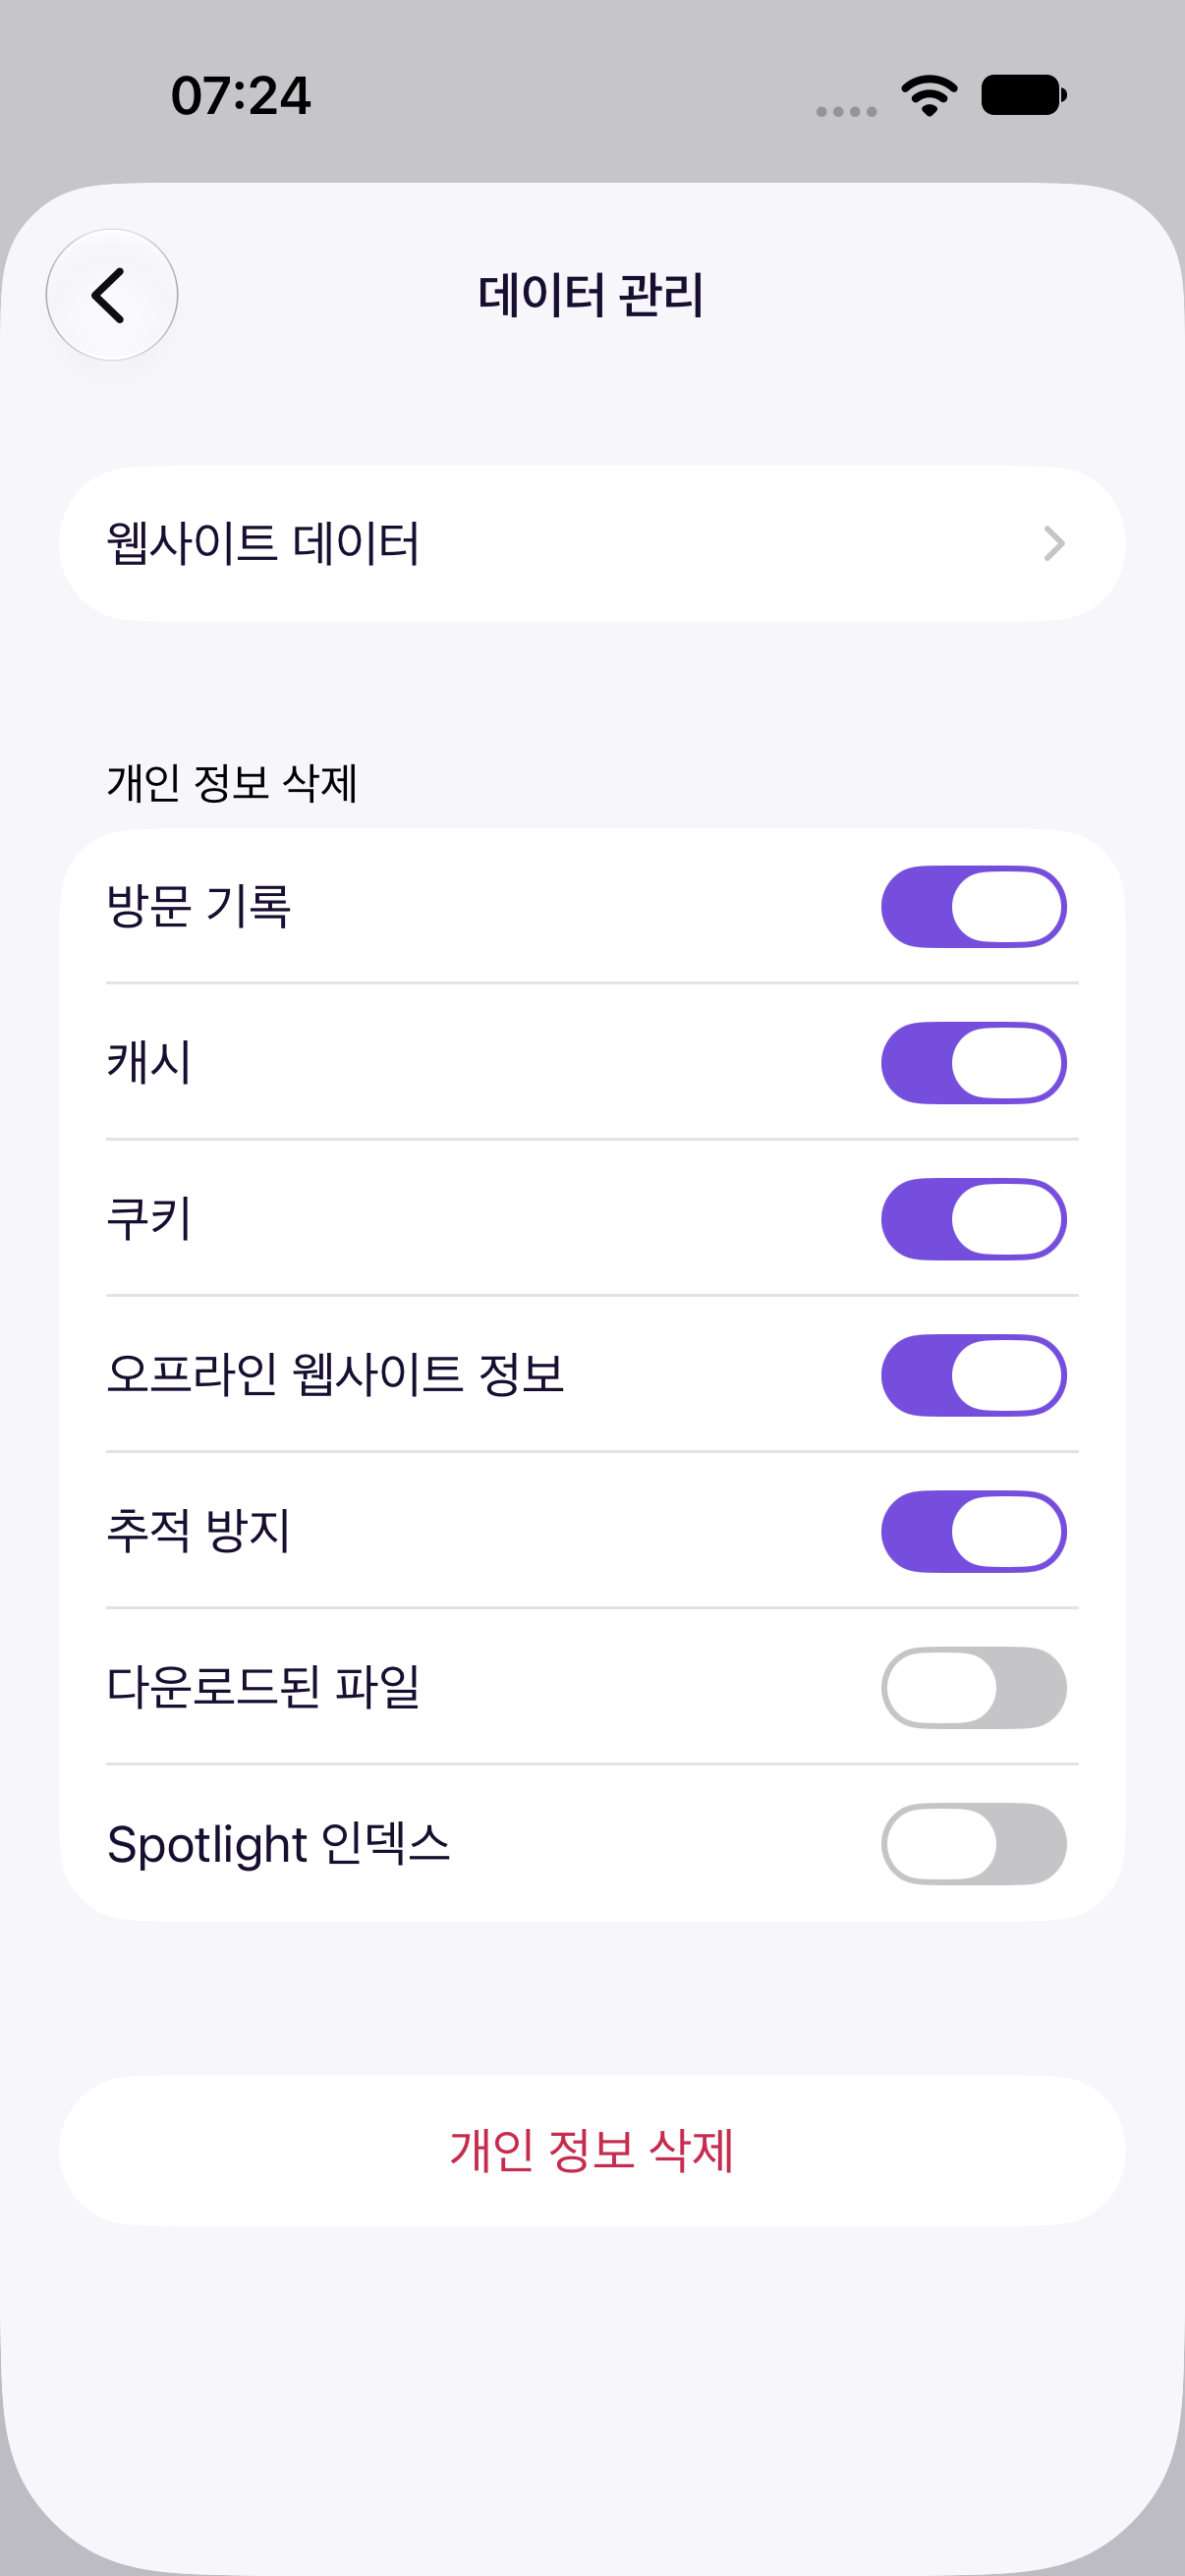 07:24
데이터 관리
웹사이트 데이터
개인 정보 삭제
방문 기록
캐시
쿠키
오프라인 웹사이트 정보
추적 방지
다운로드된 파일
Spotlight 인덱스
개인 정보 삭제